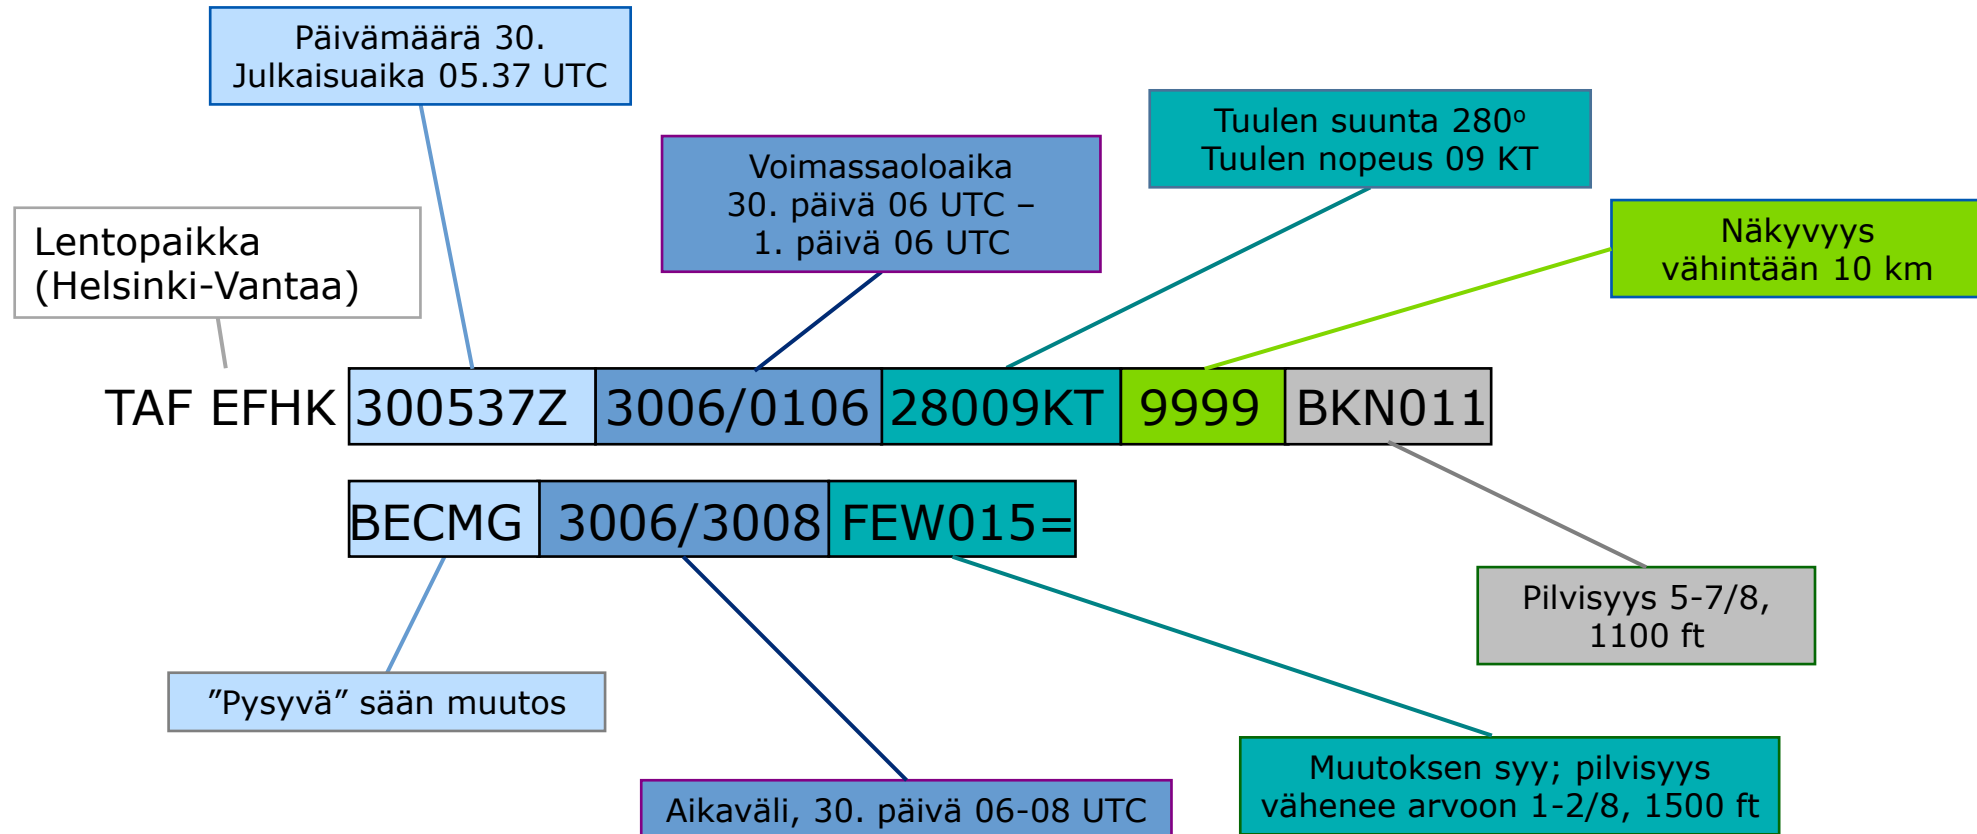 Päivämäärä 30.
Julkaisuaika 05.37 UTC
Tuulen suunta 280º
Tuulen nopeus 09 KT
Voimassaoloaika
30. päivä 06 UTC –
1. päivä 06 UTC
Lentopaikka
(Helsinki-Vantaa)
Näkyvyys
vähintään 10 km
TAF EFHK 300537Z 3006/0106 28009KT 9999 BKN011
BECMG 3006/3008 FEW015=
Pilvisyys 5-7/8,
1100 ft
”Pysyvä” sään muutos
Muutoksen syy; pilvisyys
vähenee arvoon 1-2/8, 1500 ft
Aikaväli, 30. päivä 06-08 UTC